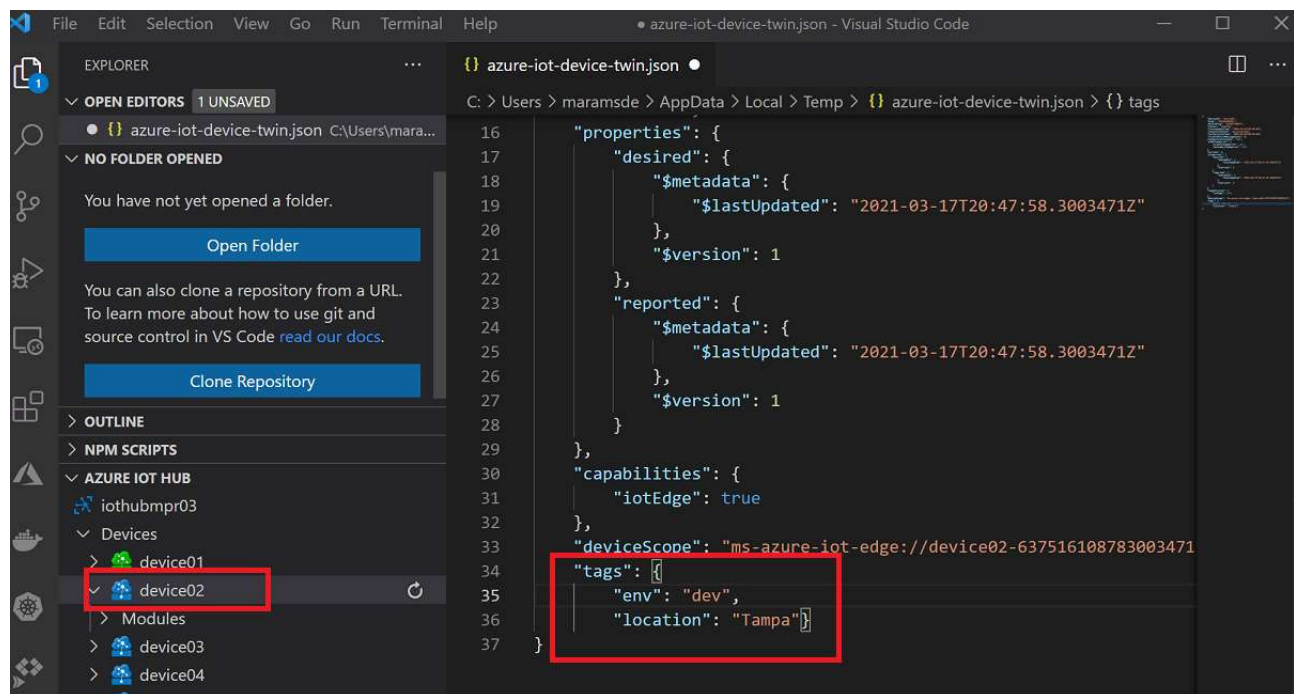 File Edit Selection View Go Run Terminal Help ● azure-iot-device-twin.json - Visual Studio Code
1
EXPLORER ...
OPEN EDITORS 1 UNSAVED
● {} azure-iot-device-twin.json C:\Users\mara...
NO FOLDER OPENED
You have not yet opened a folder.
Open Folder
You can also clone a repository from a URL.
To learn more about how to use git and
source control in VS Code read our docs.
Clone Repository
OUTLINE
NPM SCRIPTS
AZURE IOT HUB
iothubmpr03
Devices
device01
device02
Modules
device03
device04
{} azure-iot-device-twin.json ●
C: > Users > maramsde > AppData > Local > Temp > {} azure-iot-device-twin.json > {} tags
16 "properties": {
17 "desired": {
18 "$metadata": {
19 "$lastUpdated": "2021-03-17T20:47:58.3003471Z"
20 },
21 "$version": 1
22 },
23 "reported": {
24 "$metadata": {
25 "$lastUpdated": "2021-03-17T20:47:58.3003471Z"
26 },
27 "$version": 1
28 }
29 },
30 "capabilities": {
31 "iotEdge": true
32 },
33 "deviceScope": "ms-azure-iot-edge://device02-637516108783003471
34 "tags": {
35 "env": "dev",
36 "location": "Tampa"}
37 }